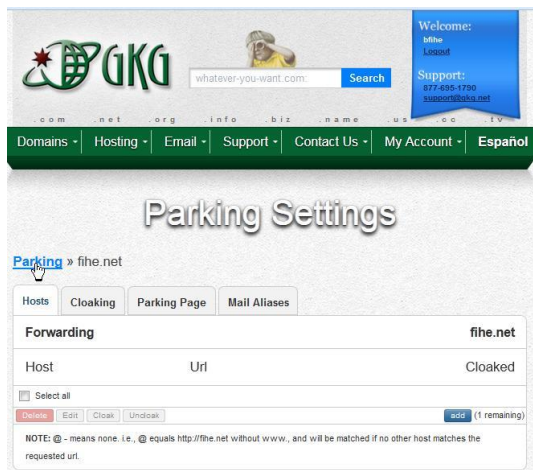 Welcome:
bfihe
Logout
GKG
whatever-you-want.com:
Search
Support:
877-695-1790
support@gkg.net
.com .net .org .info .biz .name .us .cc .tv
Domains Hosting Email Support Contact Us My Account Español
Parking Settings
Parking » fihe.net
Hosts Cloaking Parking Page Mail Aliases
Forwarding fihe.net
Host Url Cloaked
Select all
Delete Edit Cloak Uncloak add (1 remaining)
NOTE: @ - means none. i.e., @ equals http://fihe.net without www., and will be matched if no other host matches the
requested url.